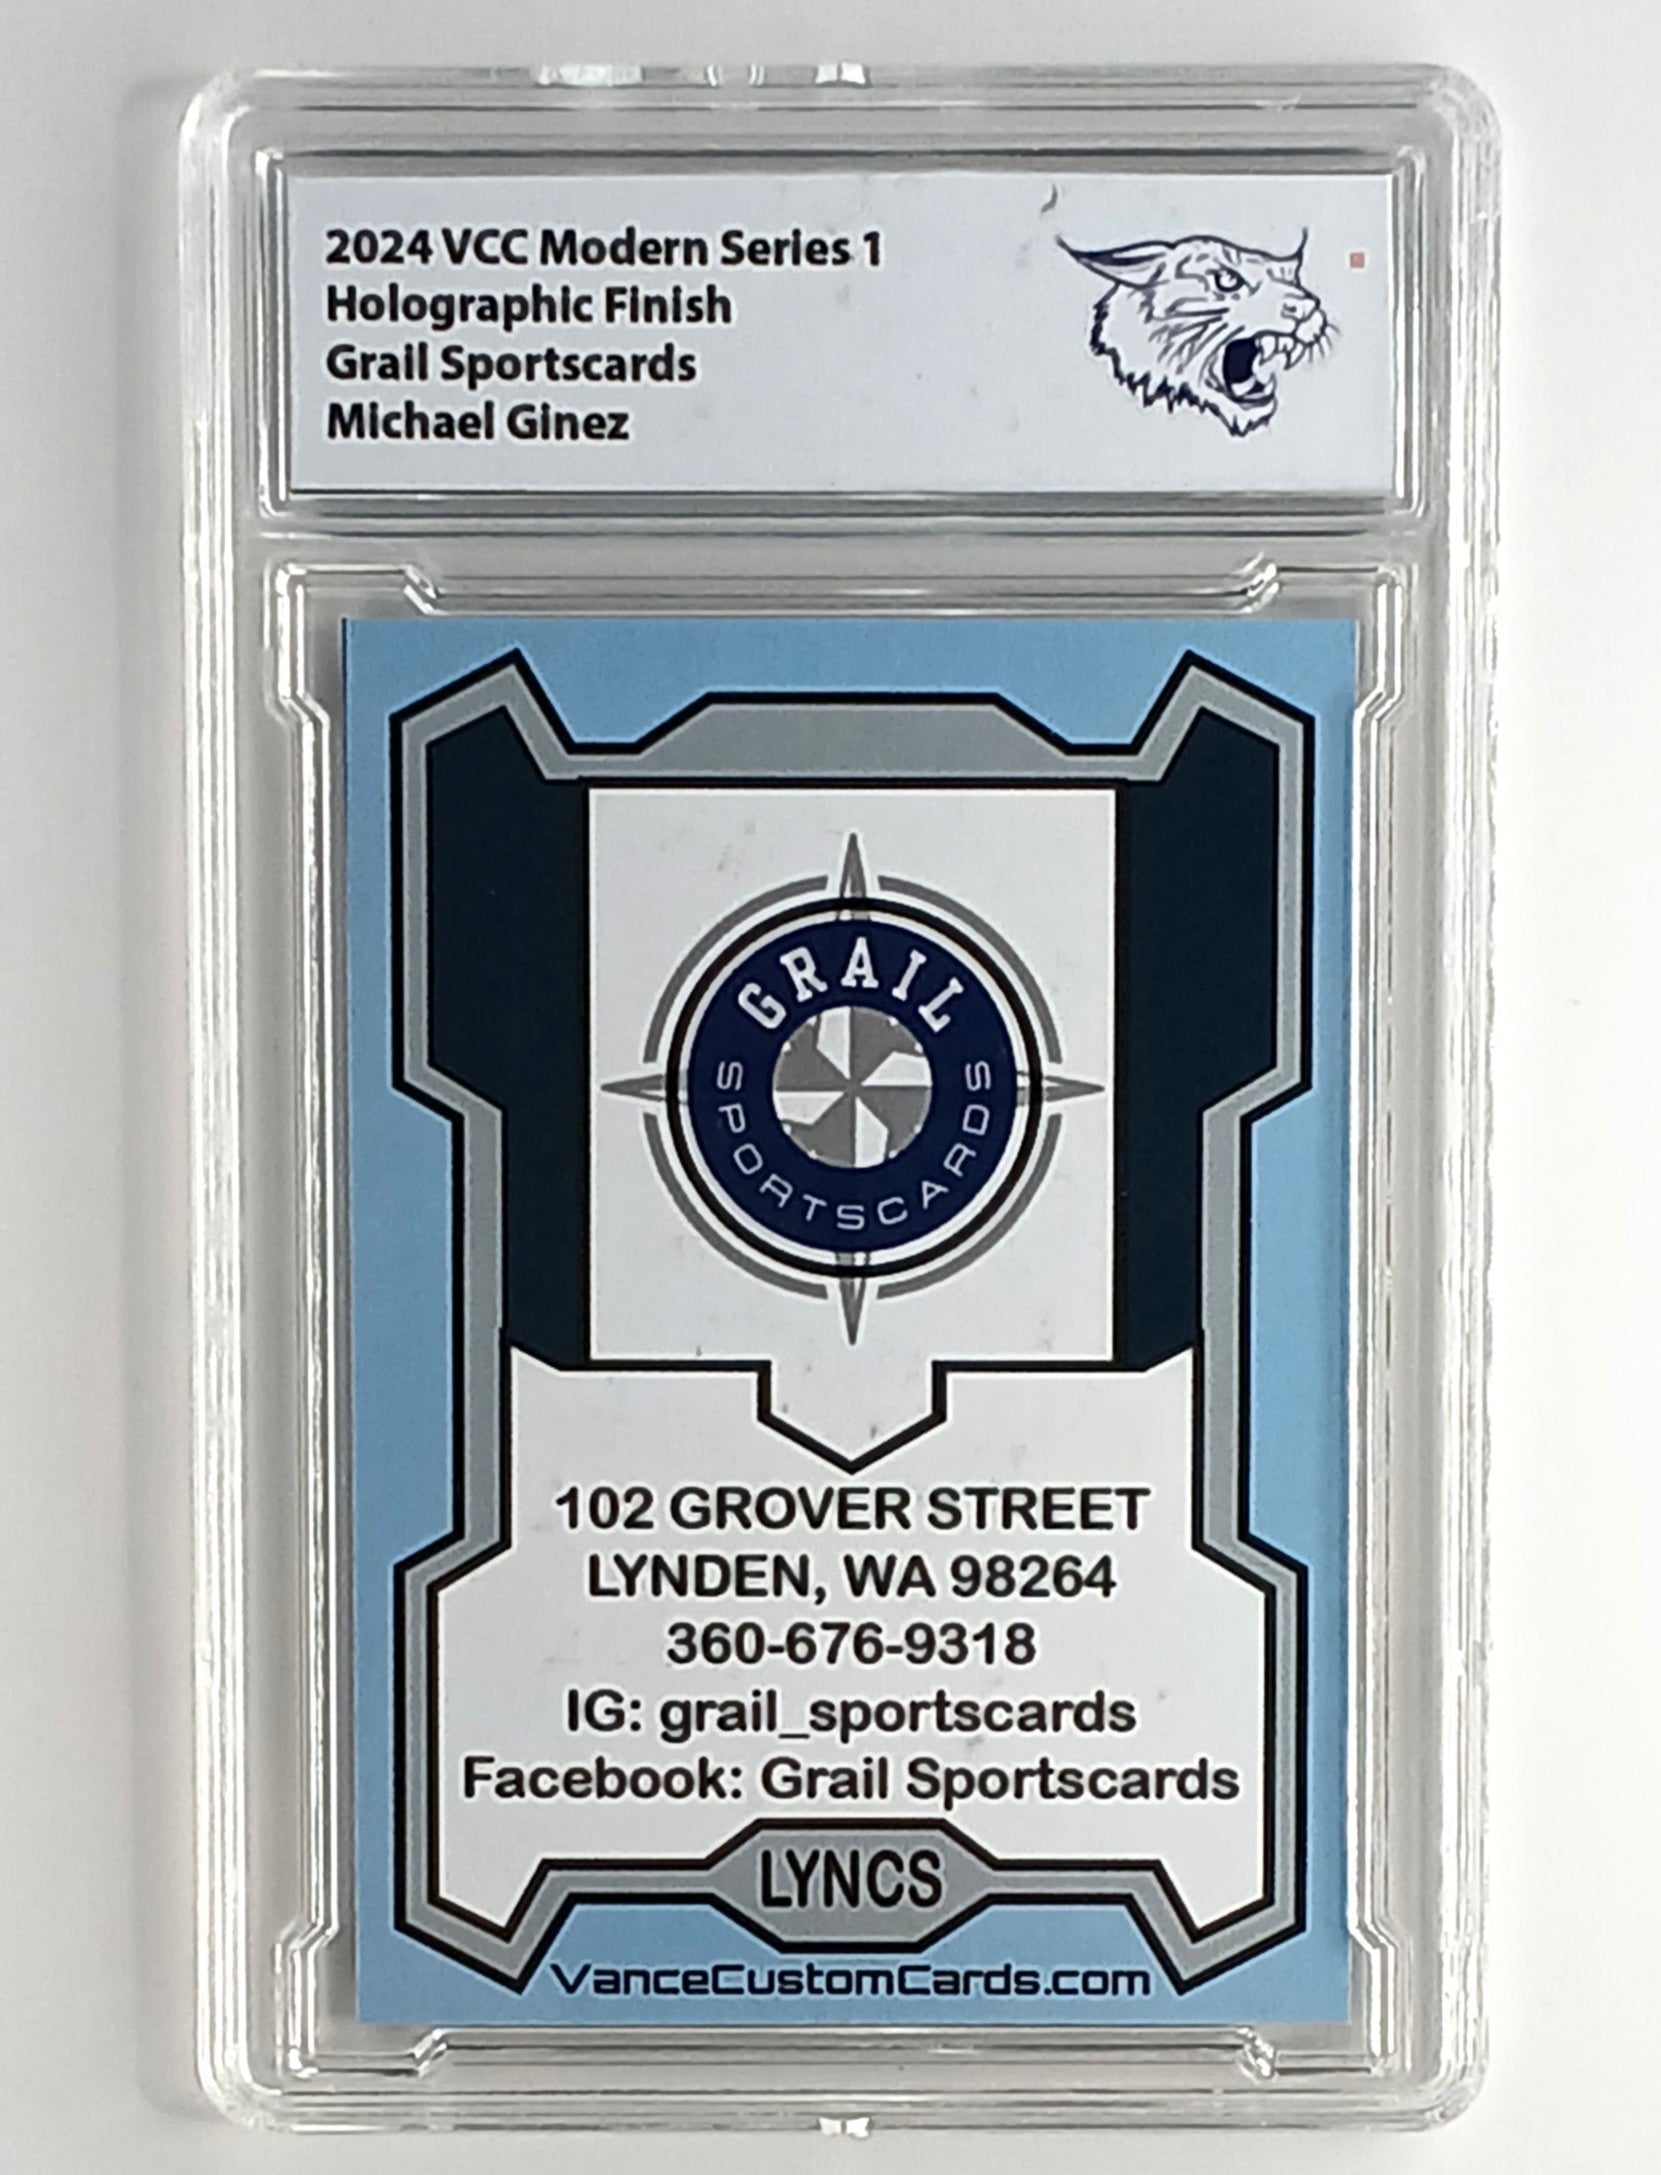 2024 VCC Modern Series 1
Holographic Finish
Grail Sportscards
Michael Ginez
GRAIL
SPORTSCARDS
102 GROVER STREET
LYNDEN, WA 98264
360-676-9318
IG: grail_sportscards
Facebook: Grail Sportscards
LYNCS
VanceCustomCards.com